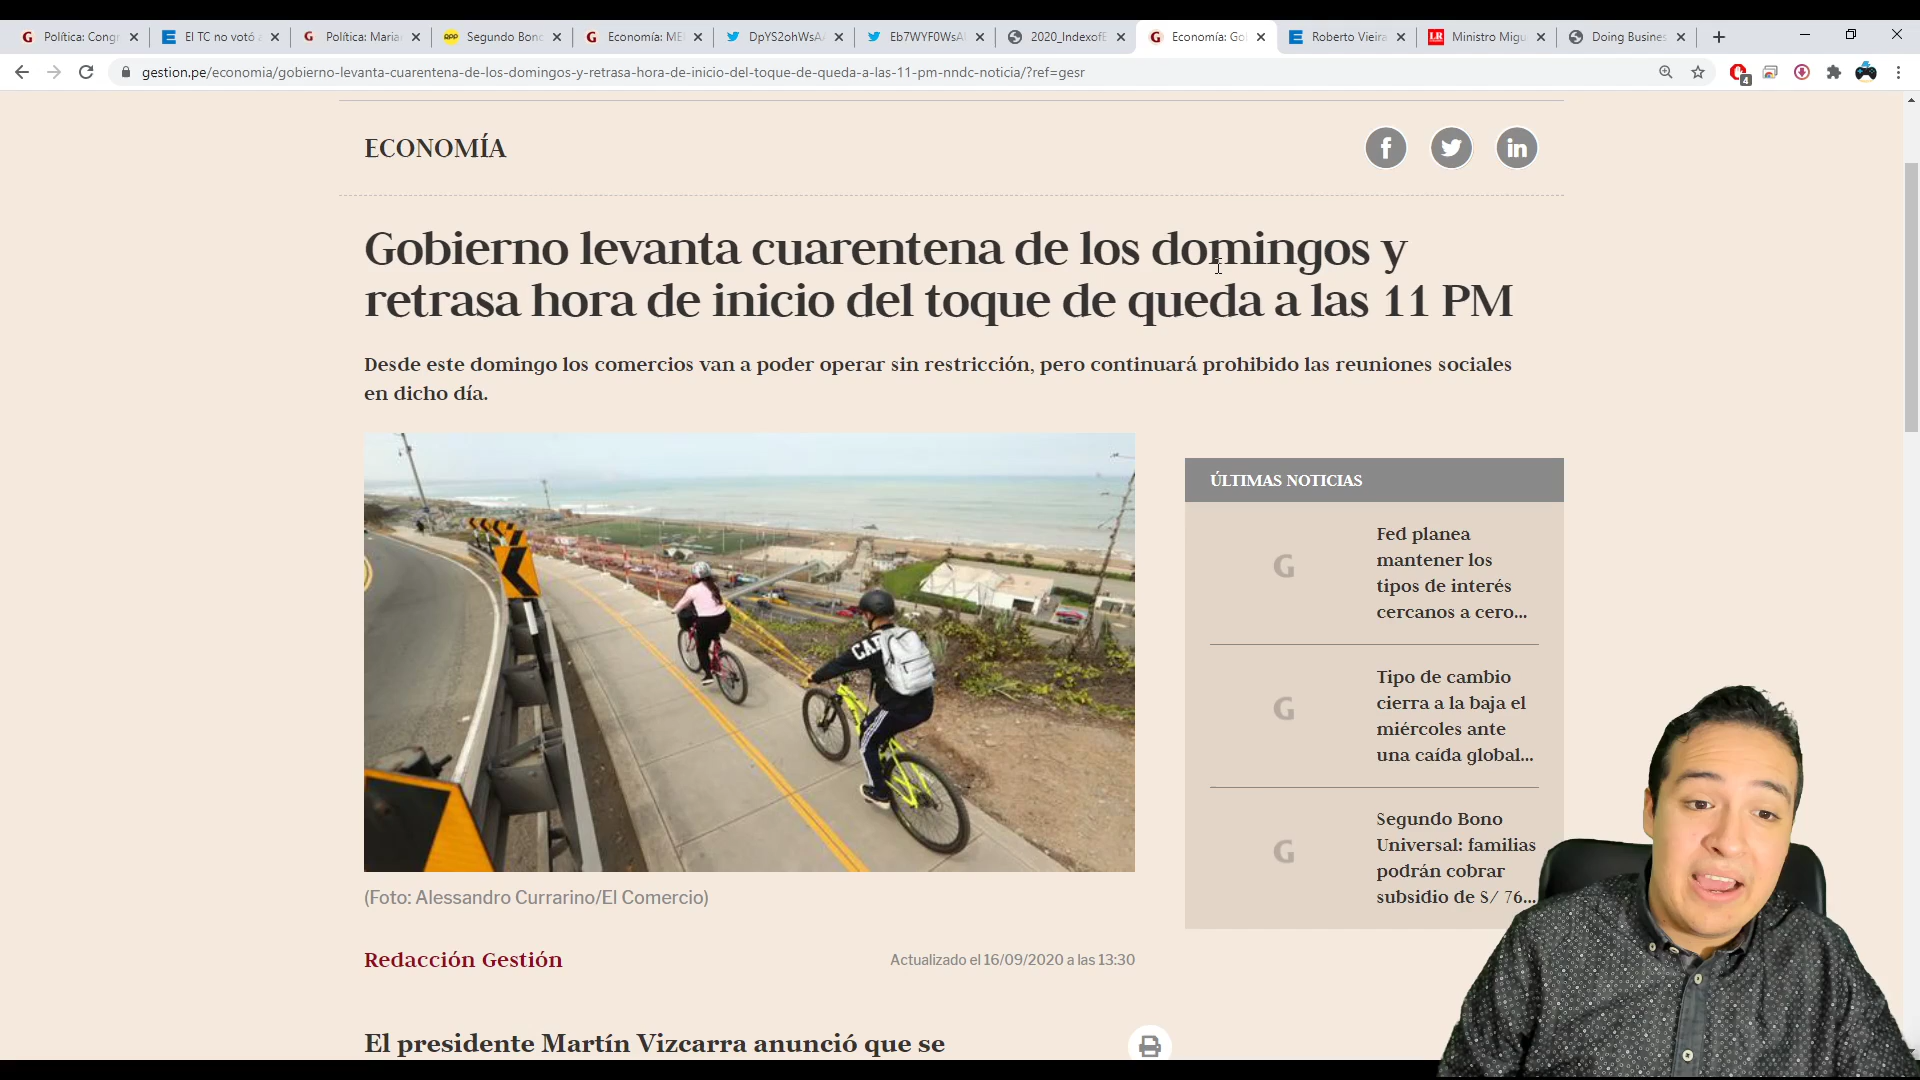 Política: Congr
El TC no votó a
Política: Maria
Segundo Bono
Economía: MEF
DpYS2ohWsAA
Eb7WYF0WsA
2020_Indexof
Economía: Go
Roberto Vieira
Ministro Migu
Doing Busines
gestion.pe/economia/gobierno-levanta-cuarentena-de-los-domingos-y-retrasa-hora-de-inicio-del-toque-de-queda-a-las-11-pm-nndc-noticia/?ref=gesr
4
ECONOMÍA
Gobierno levanta cuarentena de los domingos y
retrasa hora de inicio del toque de queda a las 11 PM
Desde este domingo los comercios van a poder operar sin restricción, pero continuará prohibido las reuniones sociales
en dicho día.
(Foto: Alessandro Currarino/El Comercio)
Redacción Gestión
Actualizado el 16/09/2020 a las 13:30
El presidente Martín Vizcarra anunció que se
ÚLTIMAS NOTICIAS
Fed planea
mantener los
tipos de interés
cercanos a cero...
Tipo de cambio
cierra a la baja el
miércoles ante
una caída global...
Segundo Bono
Universal: familias
podrán cobrar
subsidio de S/ 76...